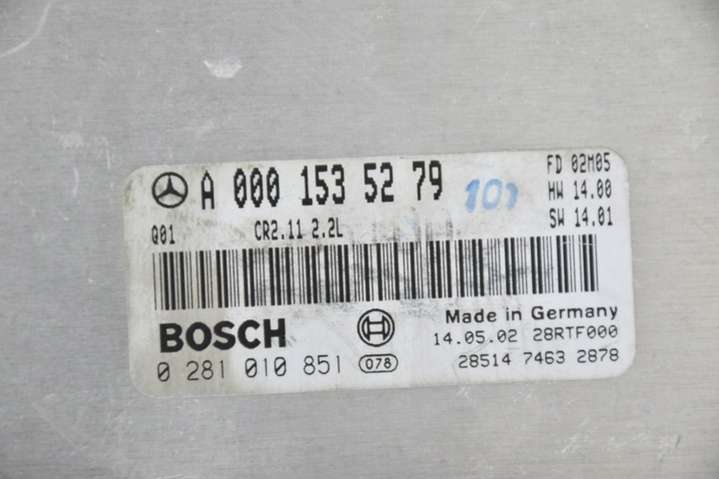 A 000 153 52 79 101
FD 02M05
HW 14.00
SW 14.01
Q01 CR2.11 2.2L
BOSCH
Made in Germany
14.05.02 28RTF000
0 281 010 851 078
28514 7463 2878